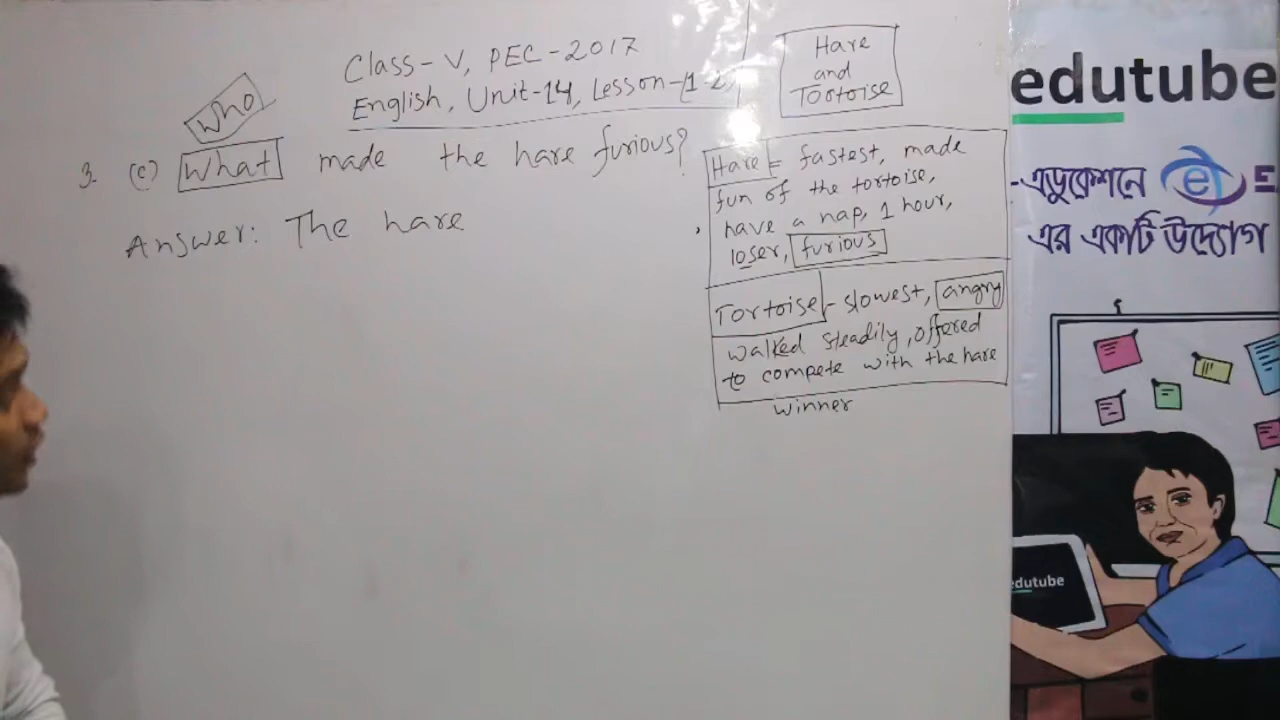 Class-V, PEC-2017
English, Unit-14, Lesson-(1-2)
Hare
and
Tortoise
Who
3. (c) What made the hare furious?
Answer: The hare
Hare = fastest, made
fun of the tortoise,
have a nap, 1 hour,
loser, furious
Tortoise - slowest, angry
walked steadily, offered
to compete with the hare
winner
edutube
-এডুকেশনে e E
এর একটি উদ্যোগ
edutube